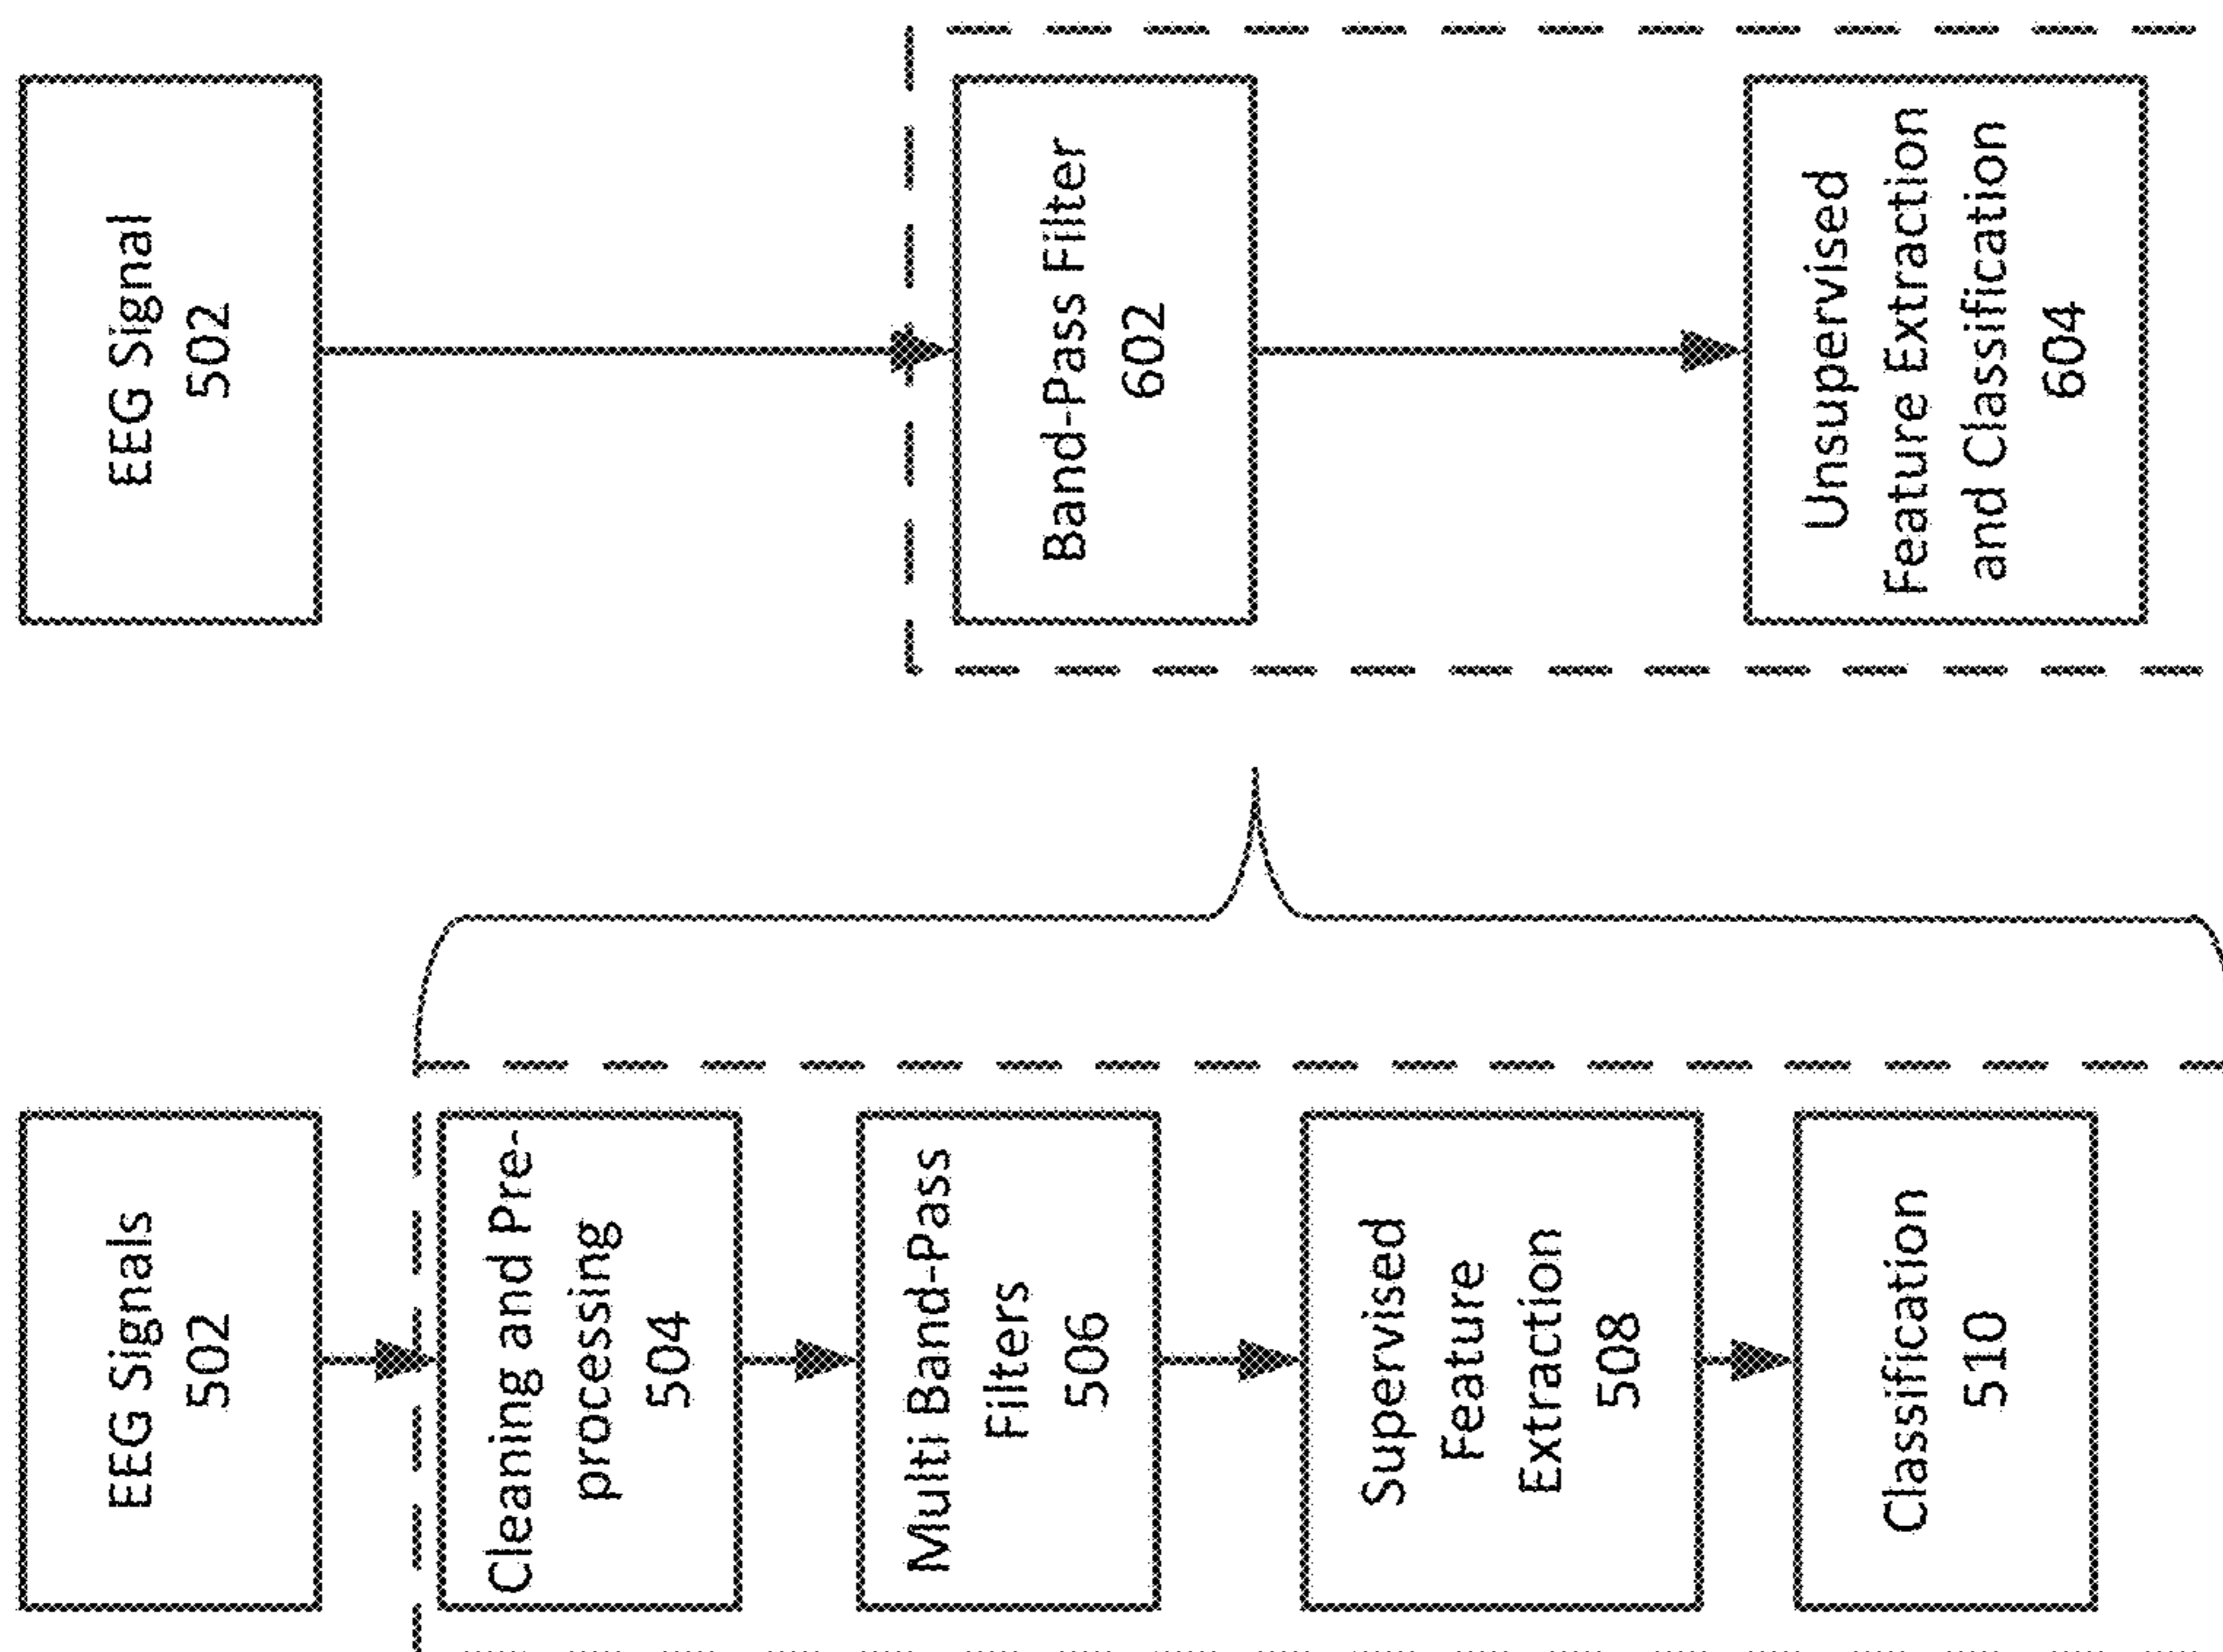 EEG Signals
502
Cleaning and Pre-
processing
504
Multi Band-Pass
Filters
506
Supervised
Feature
Extraction
508
Classification
510
EEG Signal
502
Band-Pass Filter
602
Unsupervised
Feature Extraction
and Classification
604